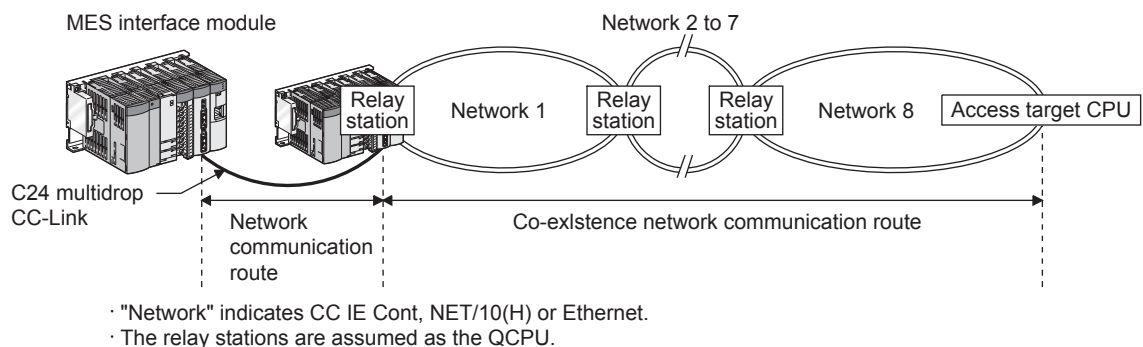 MES interface module
Network 2 to 7
Relay
station
Network 1
Relay
station
Relay
station
Network 8
Access target CPU
C24 multidrop
CC-Link
Network
communication
route
Co-exIstence network communication route
· "Network" indicates CC IE Cont, NET/10(H) or Ethernet.
· The relay stations are assumed as the QCPU.